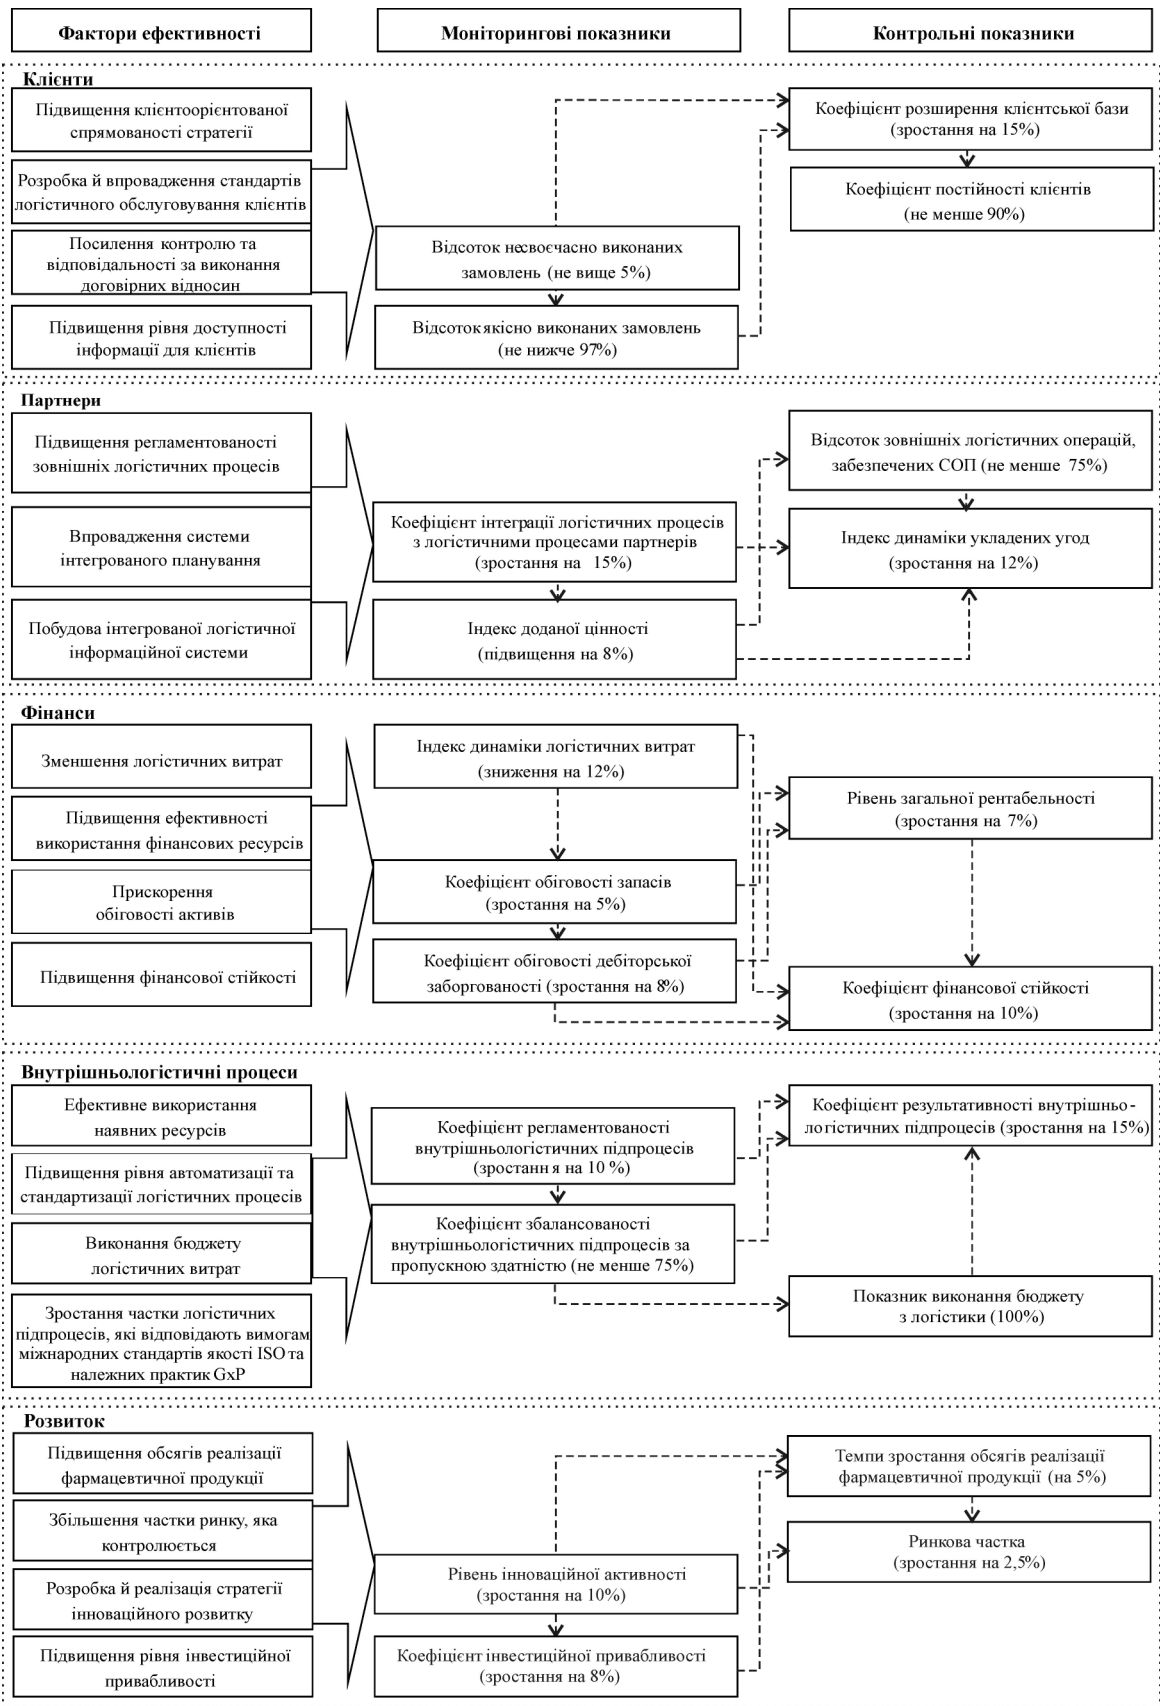 Фактори ефективності
Моніторингові показники
Контрольні показники
Клієнти
Підвищення клієнтоорієнтованої
спрямованості стратегії
Розробка й впровадження стандартів
логістичного обслуговування клієнтів
Посилення контролю та
відповідальності за виконання
договірних відносин
Підвищення рівня доступності
інформації для клієнтів
Відсоток несвоєчасно виконаних
замовлень (не вище 5%)
Відсоток якісно виконаних замовлень
(не нижче 97%)
Коефіцієнт розширення клієнтської бази
(зростання на 15%)
Коефіцієнт постійності клієнтів
(не менше 90%)
Партнери
Підвищення регламентованості
зовнішніх логістичних процесів
Впровадження системи
інтегрованого планування
Побудова інтегрованої логістичної
інформаційної системи
Коефіцієнт інтеграції логістичних процесів
з логістичними процесами партнерів
(зростання на 15%)
Індекс доданої цінності
(підвищення на 8%)
Відсоток зовнішніх логістичних операцій,
забезпечених СОП (не менше 75%)
Індекс динаміки укладених угод
(зростання на 12%)
Фінанси
Зменшення логістичних витрат
Підвищення ефективності
використання фінансових ресурсів
Прискорення
обіговості активів
Підвищення фінансової стійкості
Індекс динаміки логістичних витрат
(зниження на 12%)
Коефіцієнт обіговості запасів
(зростання на 5%)
Коефіцієнт обіговості дебіторської
заборгованості (зростання на 8%)
Рівень загальної рентабельності
(зростання на 7%)
Коефіцієнт фінансової стійкості
(зростання на 10%)
Внутрішньологістичні процеси
Ефективне використання
наявних ресурсів
Підвищення рівня автоматизації та
стандартизації логістичних процесів
Виконання бюджету
логістичних витрат
Зростання частки логістичних
підпроцесів, які відповідають вимогам
міжнародних стандартів якості ISO та
належних практик GxP
Коефіцієнт регламентованості
внутрішньологістичних підпроцесів
(зростання на 10 %)
Коефіцієнт збалансованості
внутрішньологістичних підпроцесів за
пропускною здатністю (не менше 75%)
Коефіцієнт результативності внутрішньо-
логістичних підпроцесів (зростання на 15%)
Показник виконання бюджету
з логістики (100%)
Розвиток
Підвищення обсягів реалізації
фармацевтичної продукції
Збільшення частки ринку, яка
контролюється
Розробка й реалізація стратегії
інноваційного розвитку
Підвищення рівня інвестиційної
привабливості
Рівень інноваційної активності
(зростання на 10%)
Коефіцієнт інвестиційної привабливості
(зростання на 8%)
Темпи зростання обсягів реалізації
фармацевтичної продукції (на 5%)
Ринкова частка
(зростання на 2,5%)